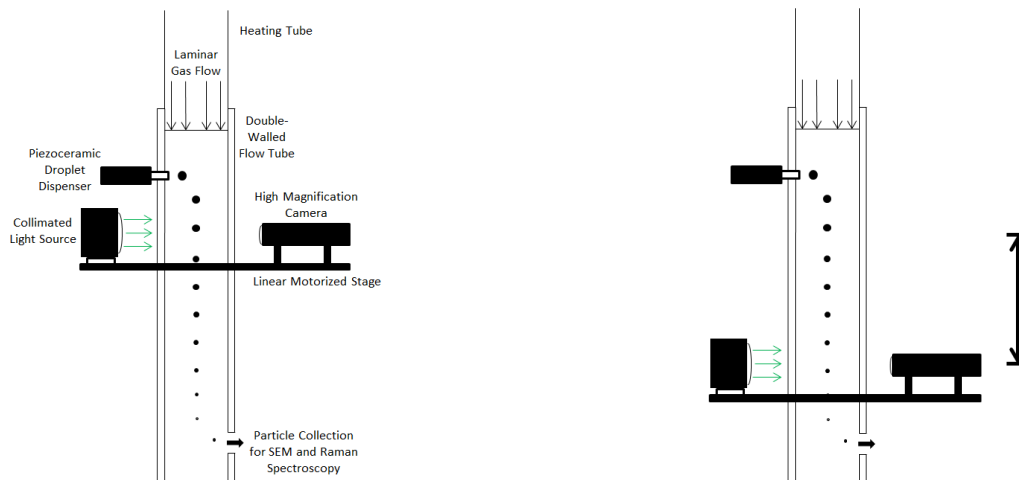 Heating Tube
Laminar
Gas Flow
Double-
Walled
Flow Tube
Piezoceramic
Droplet
Dispenser
High Magnification
Camera
Collimated
Light Source
Linear Motorized Stage
Particle Collection
for SEM and Raman
Spectroscopy